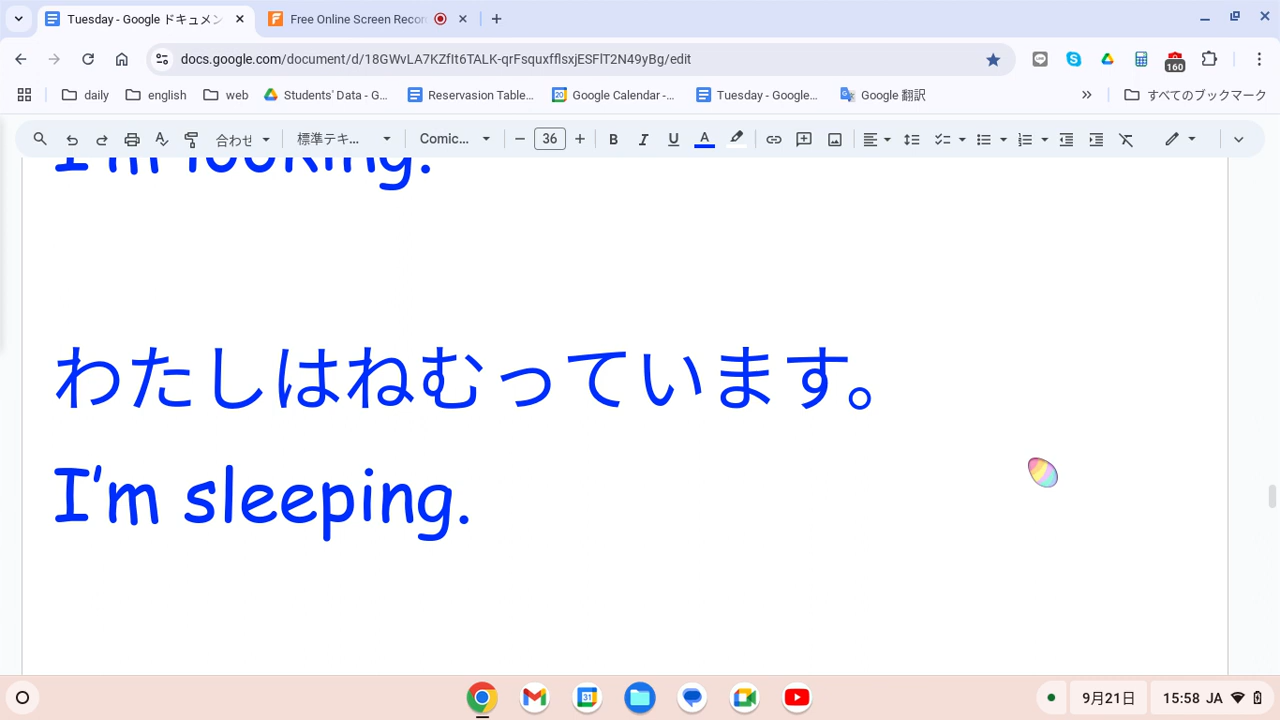 Tuesday - Google ドキュメン
Free Online Screen Recor
docs.google.com/document/d/1
160
daily
english
web
Students' Data - G...
Reservasion Table...
Google Calendar -...
Tuesday - Google...
Google 翻訳
すべてのブックマーク
合わせ
標準テキ...
Comic...
36
I'm looking.
わたしはねむっています。
I'm sleeping.
9月21日
15:58 JA